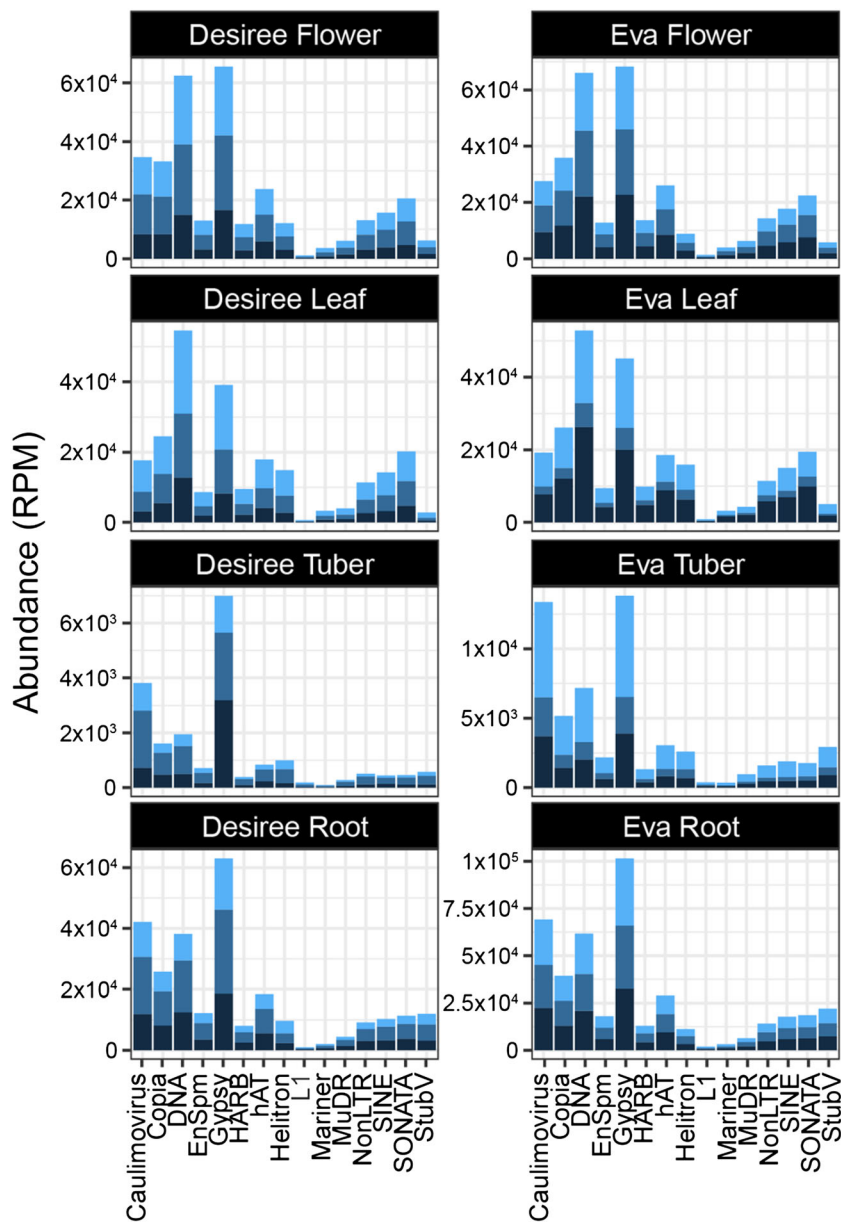 Abundance (RPM)
Desiree Flower
6x10⁴
4x10⁴
2x10⁴
0
Eva Flower
6x10⁴
4x10⁴
2x10⁴
0
Desiree Leaf
4x10⁴
2x10⁴
0
Eva Leaf
4x10⁴
2x10⁴
0
Desiree Tuber
6x10³
4x10³
2x10³
0
Eva Tuber
1x10⁴
5x10³
0
Desiree Root
6x10⁴
4x10⁴
2x10⁴
0
Eva Root
1x10⁵
7.5x10⁴
5x10⁴
2.5x10⁴
0
Caulimovirus
Copia
DNA
EnSpm
Gypsy
HARB
hAT
Helitron
L1
Mariner
MuDR
NonLTR
SINE
SONATA
StubV
Caulimovirus
Copia
DNA
EnSpm
Gypsy
HARB
hAT
Helitron
L1
Mariner
MuDR
NonLTR
SINE
SONATA
StubV